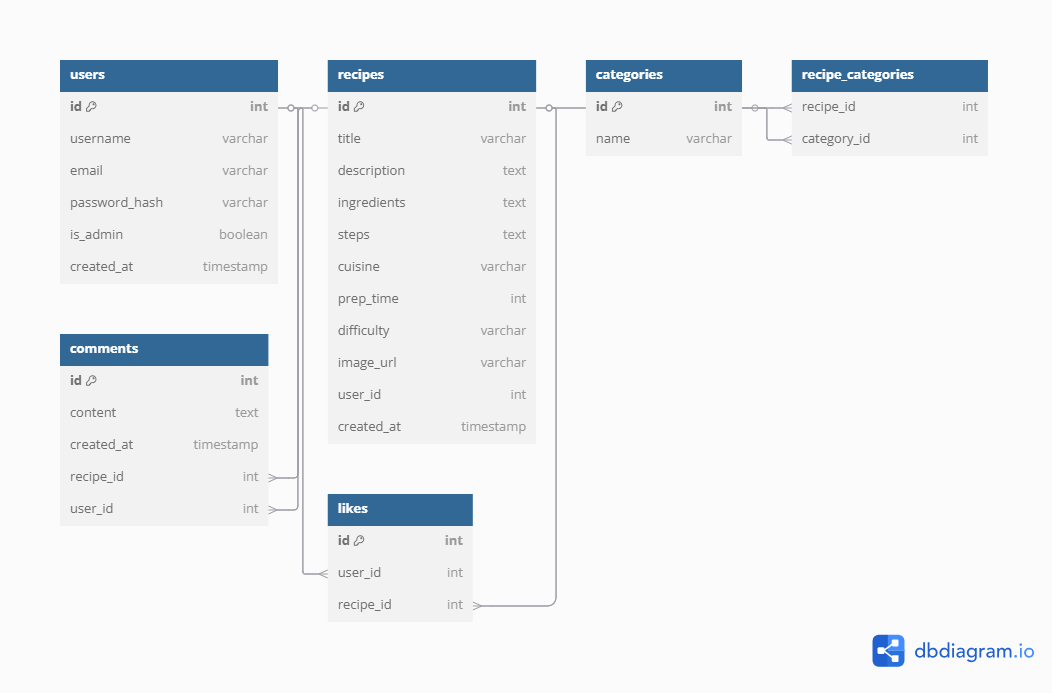 users
id int
username varchar
email varchar
password_hash varchar
is_admin boolean
created_at timestamp
recipes
id int
title varchar
description text
ingredients text
steps text
cuisine varchar
prep_time int
difficulty varchar
image_url varchar
user_id int
created_at timestamp
categories
id int
name varchar
recipe_categories
recipe_id int
category_id int
comments
id int
content text
created_at timestamp
recipe_id int
user_id int
likes
id int
user_id int
recipe_id int
dbdiagram.io